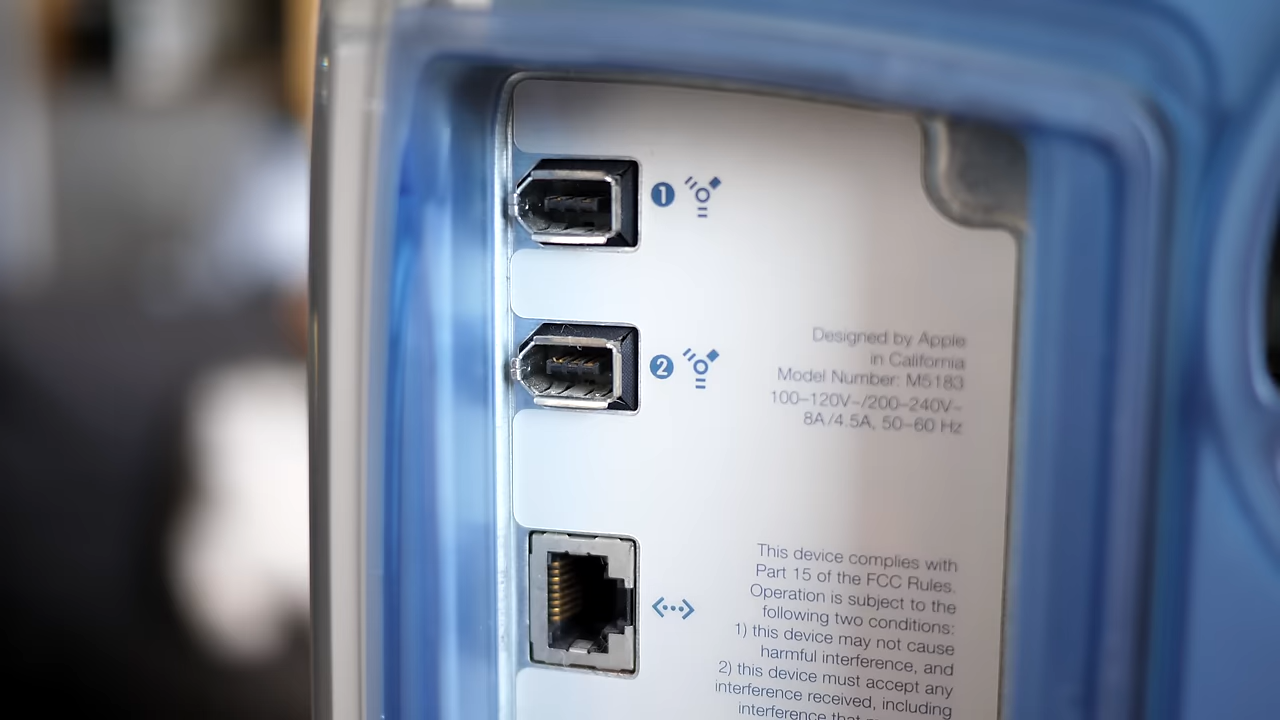 1
2
Designed by Apple
in California
Model Number: M5183
100–120V~/200–240V~
8A/4.5A, 50–60 Hz
This device complies with
Part 15 of the FCC Rules.
Operation is subject to the
following two conditions:
1) this device may not cause
harmful interference, and
2) this device must accept any
interference received, including
interference that